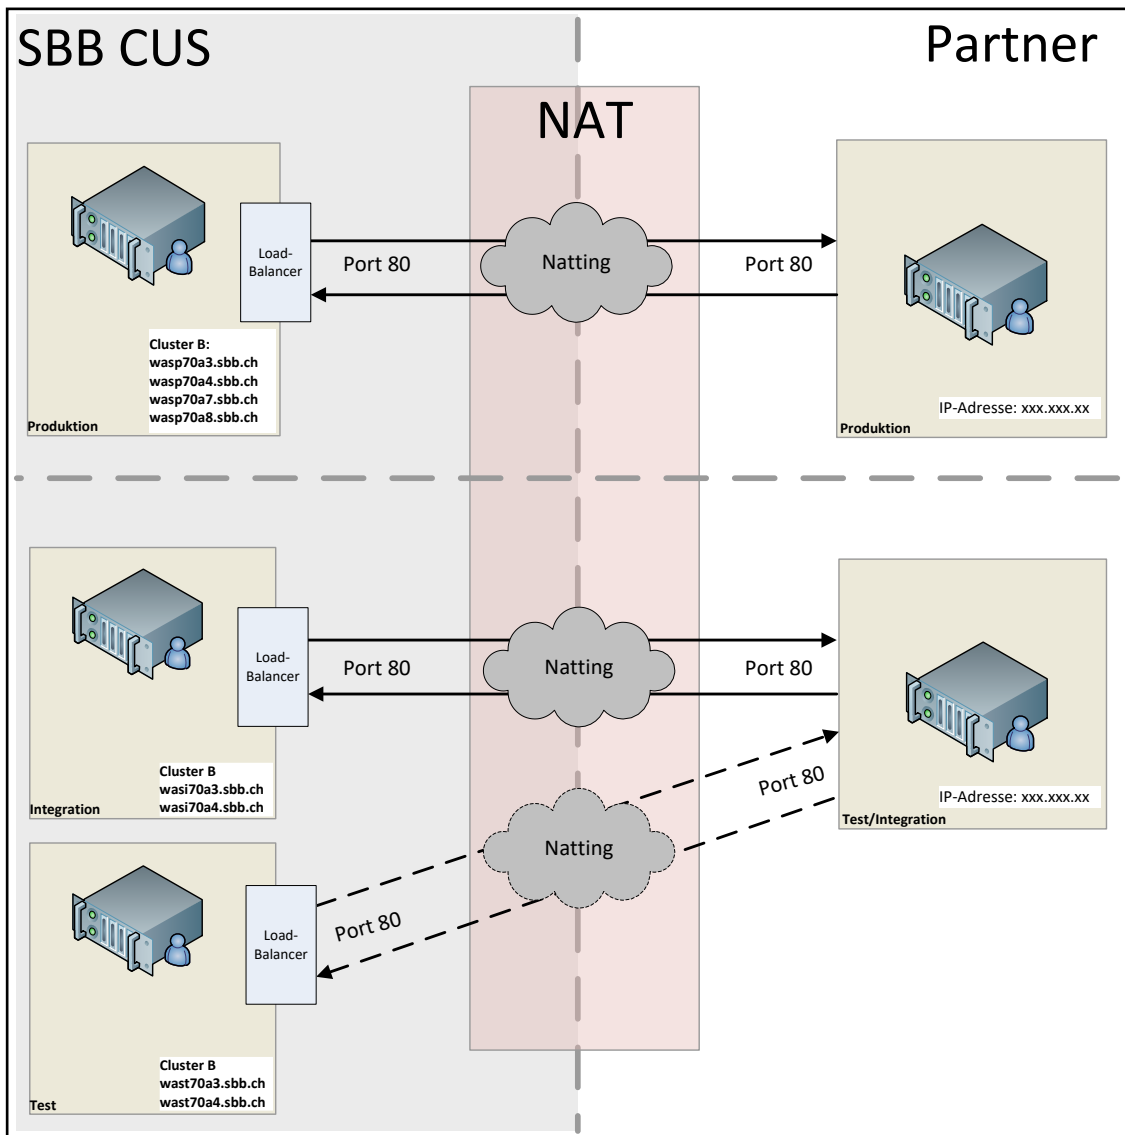 SBB CUS
Partner
NAT
Load-
Balancer
Port 80
Natting
Port 80
Cluster B:
wasp70a3.sbb.ch
wasp70a4.sbb.ch
wasp70a7.sbb.ch
wasp70a8.sbb.ch
Produktion
IP-Adresse: xxx.xxx.xx
Produktion
Load-
Balancer
Port 80
Natting
Port 80
Cluster B
wasi70a3.sbb.ch
wasi70a4.sbb.ch
Integration
Port 80
IP-Adresse: xxx.xxx.xx
Test/Integration
Natting
Load-
Balancer
Port 80
Cluster B
wast70a3.sbb.ch
wast70a4.sbb.ch
Test